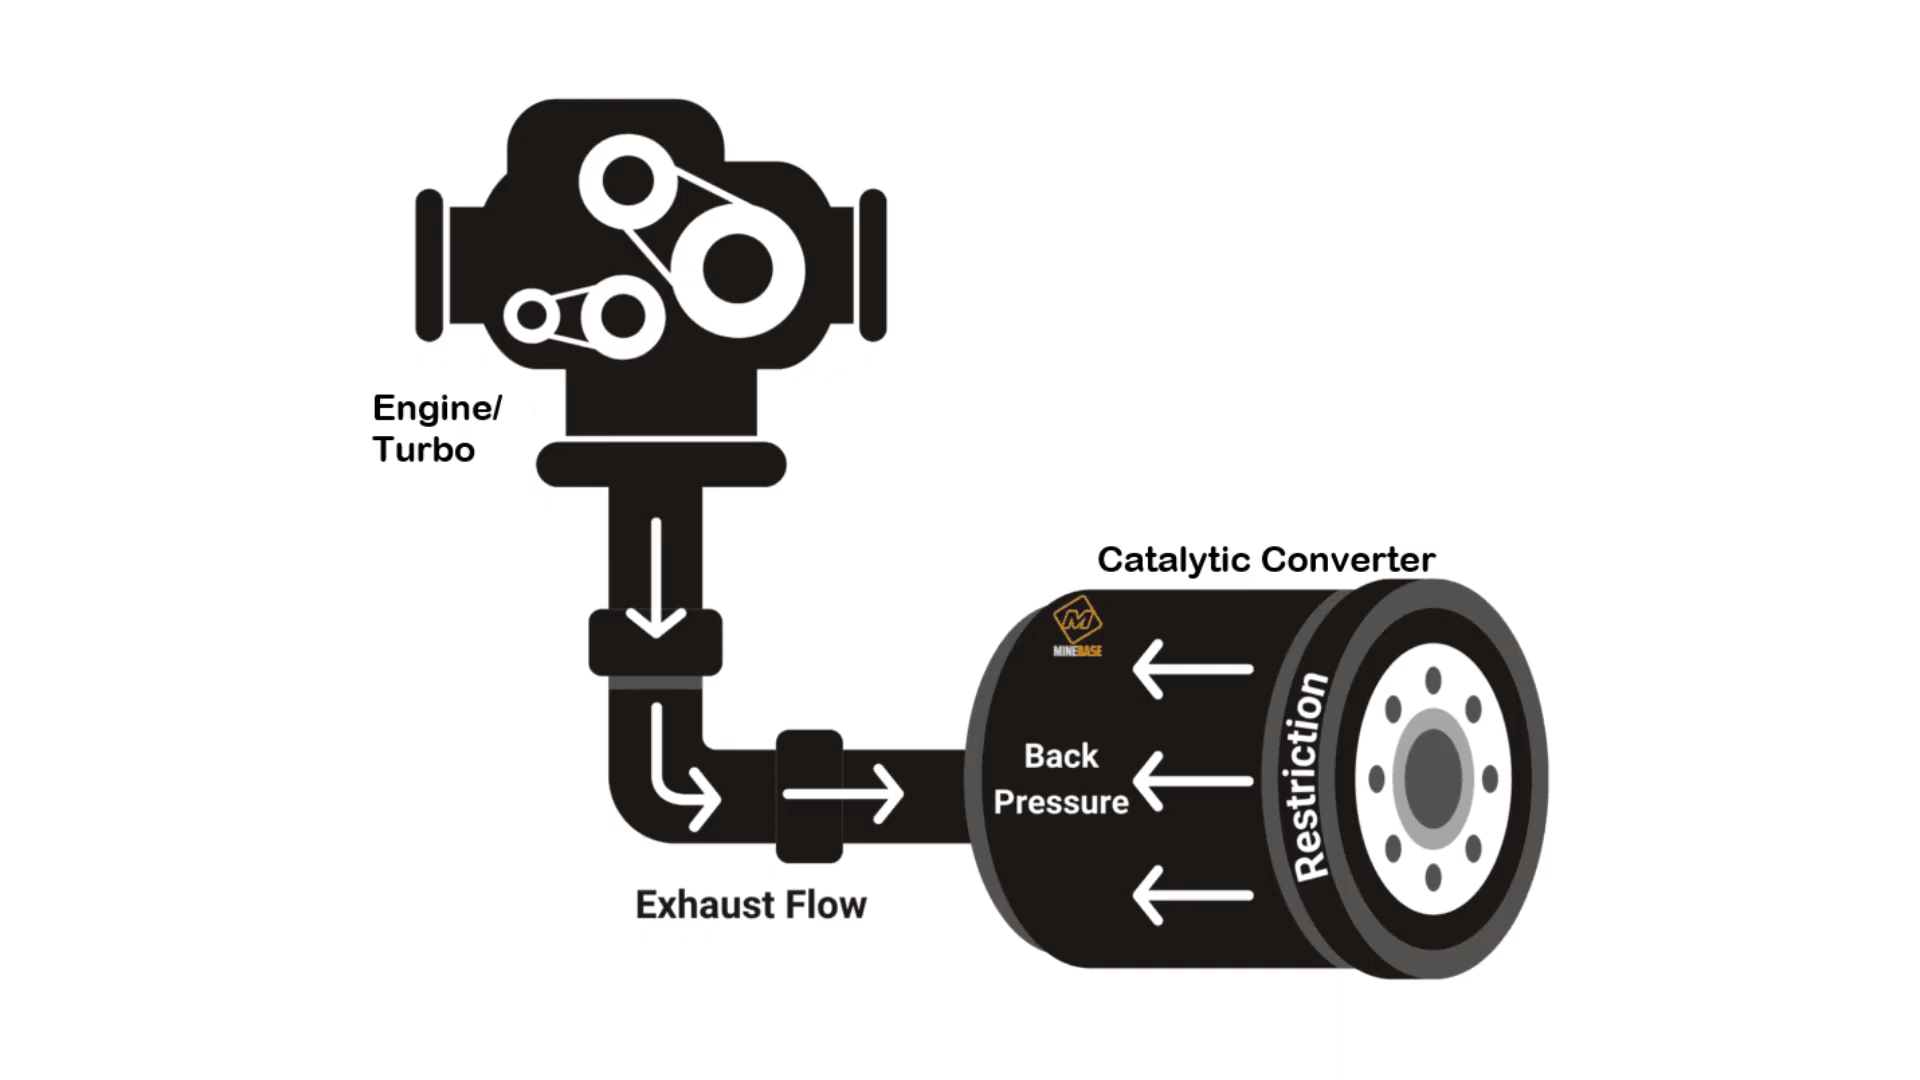 Engine/
Turbo
Catalytic Converter
MINEBASE
Back
Pressure
Restriction
Exhaust Flow